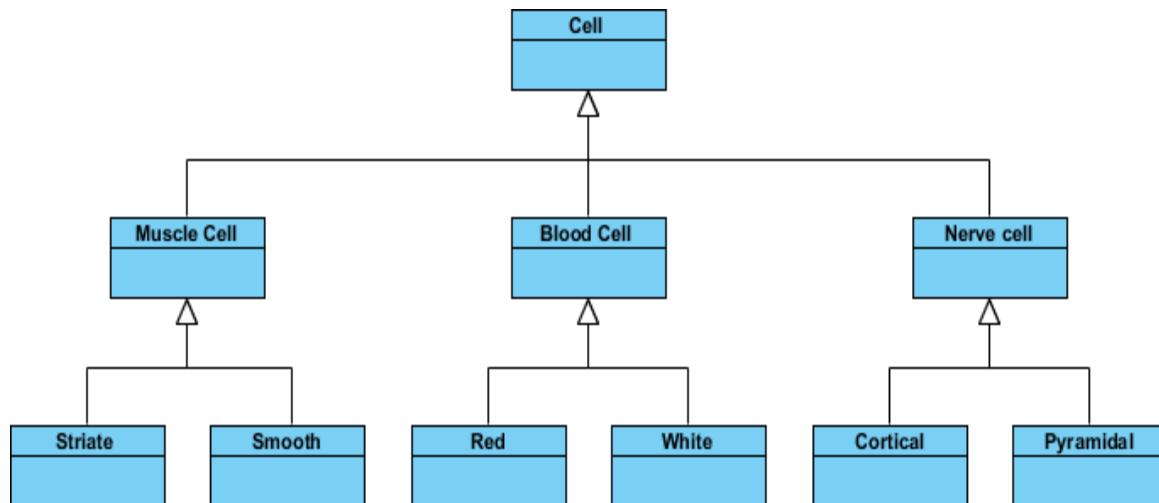 Cell
Muscle Cell
Blood Cell
Nerve cell
Striate
Smooth
Red
White
Cortical
Pyramidal